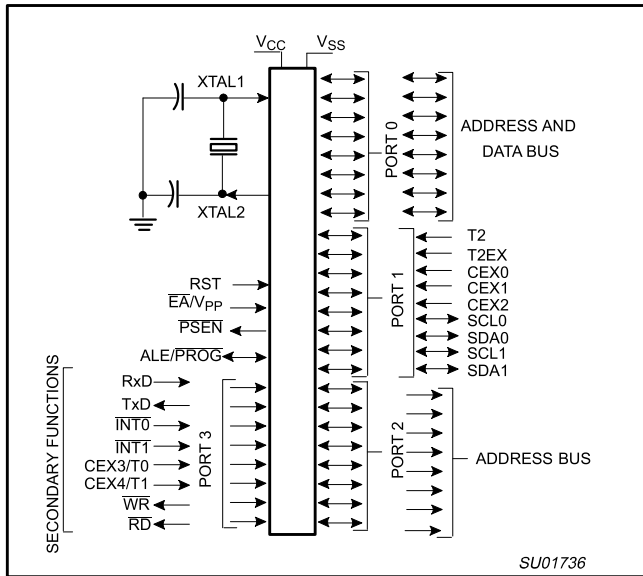 VCC VSS
XTAL1
XTAL2
RST
EA/VPP
PSEN
ALE/PROG
SECONDARY FUNCTIONS
RxD
TxD
INT0
INT1
CEX3/T0
CEX4/T1
WR
RD
PORT 3
PORT 0
ADDRESS AND
DATA BUS
PORT 1
T2
T2EX
CEX0
CEX1
CEX2
SCL0
SDA0
SCL1
SDA1
PORT 2
ADDRESS BUS
SU01736